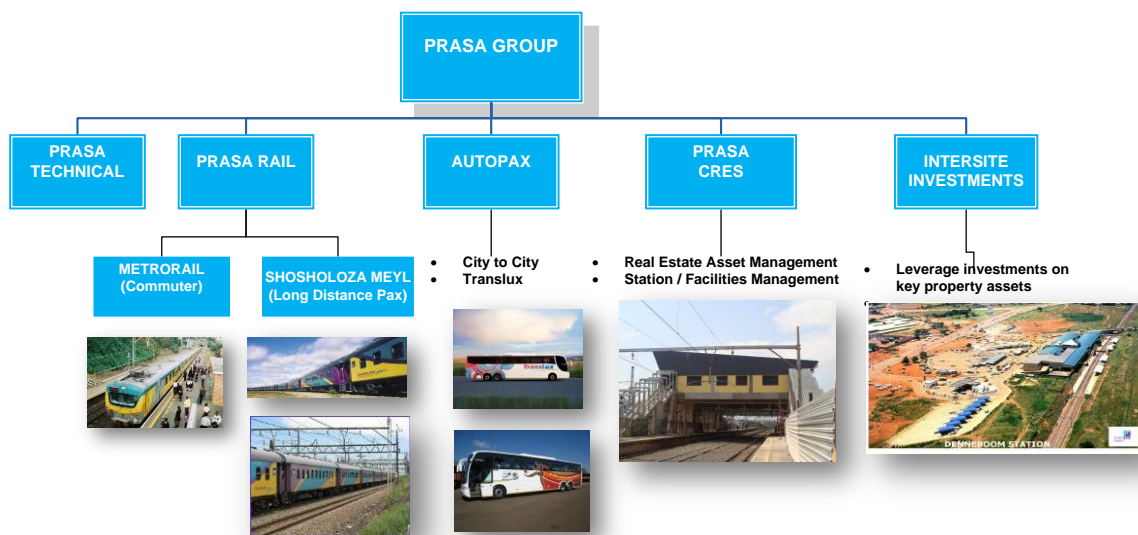 PRASA GROUP
PRASA
TECHNICAL
PRASA RAIL
AUTOPAX
PRASA
CRES
INTERSITE
INVESTMENTS
METRORAIL
(Commuter)
SHOSHOLOZA MEYL
(Long Distance Pax)
• City to City
• Translux
• Real Estate Asset Management
• Station / Facilities Management
• Leverage investments on
key property assets
Translux
DENNEBOOM STATION